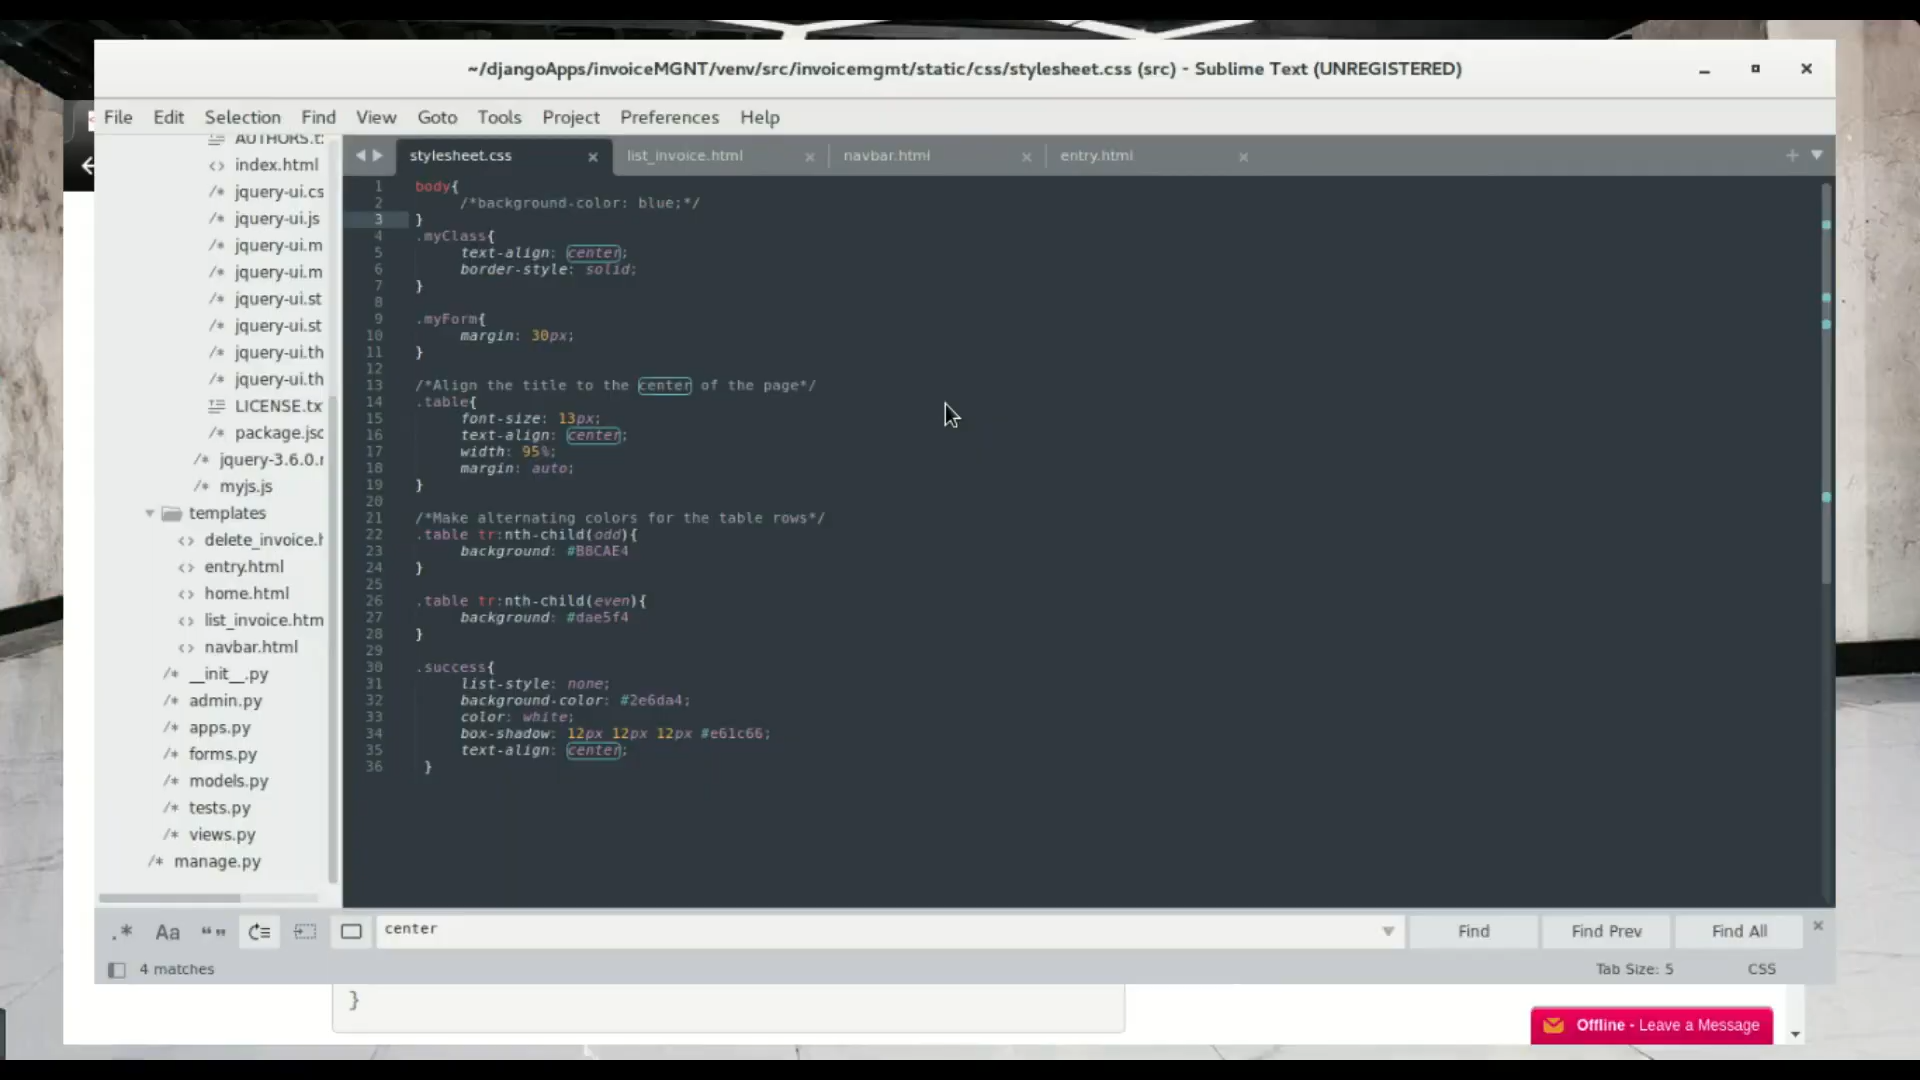 ~/djangoApps/invoiceMGNT/venv/src/invoicemgmt/static/css/stylesheet.css (src) - Sublime Text (UNREGISTERED)
File Edit Selection Find View Goto Tools Project Preferences Help
AUTHORS.t
index.html
jquery-ui.cs
jquery-ui.js
jquery-ui.m
jquery-ui.m
jquery-ui.st
jquery-ui.st
jquery-ui.th
jquery-ui.th
LICENSE.tx
package.jsc
jquery-3.6.0.r
myjs.js
templates
delete_invoice.h
entry.html
home.html
list_invoice.htm
navbar.html
__init__.py
admin.py
apps.py
forms.py
models.py
tests.py
views.py
manage.py
stylesheet.css list_invoice.html navbar.html entry.html
1 body{
2 /*background-color: blue;*/
3 }
4 .myClass{
5 text-align: center;
6 border-style: solid;
7 }
8
9 .myForm{
10 margin: 30px;
11 }
12
13 /*Align the title to the center of the page*/
14 .table{
15 font-size: 13px;
16 text-align: center;
17 width: 95%;
18 margin: auto;
19 }
20
21 /*Make alternating colors for the table rows*/
22 .table tr:nth-child(odd){
23 background: #B8CAE4
24 }
25
26 .table tr:nth-child(even){
27 background: #dae5f4
28 }
29
30 .success{
31 list-style: none;
32 background-color: #2e6da4;
33 color: white;
34 box-shadow: 12px 12px 12px #e61c66;
35 text-align: center;
36 }
.* Aa “” center Find Find Prev Find All
4 matches Tab Size: 5 CSS
}
Offline - Leave a Message